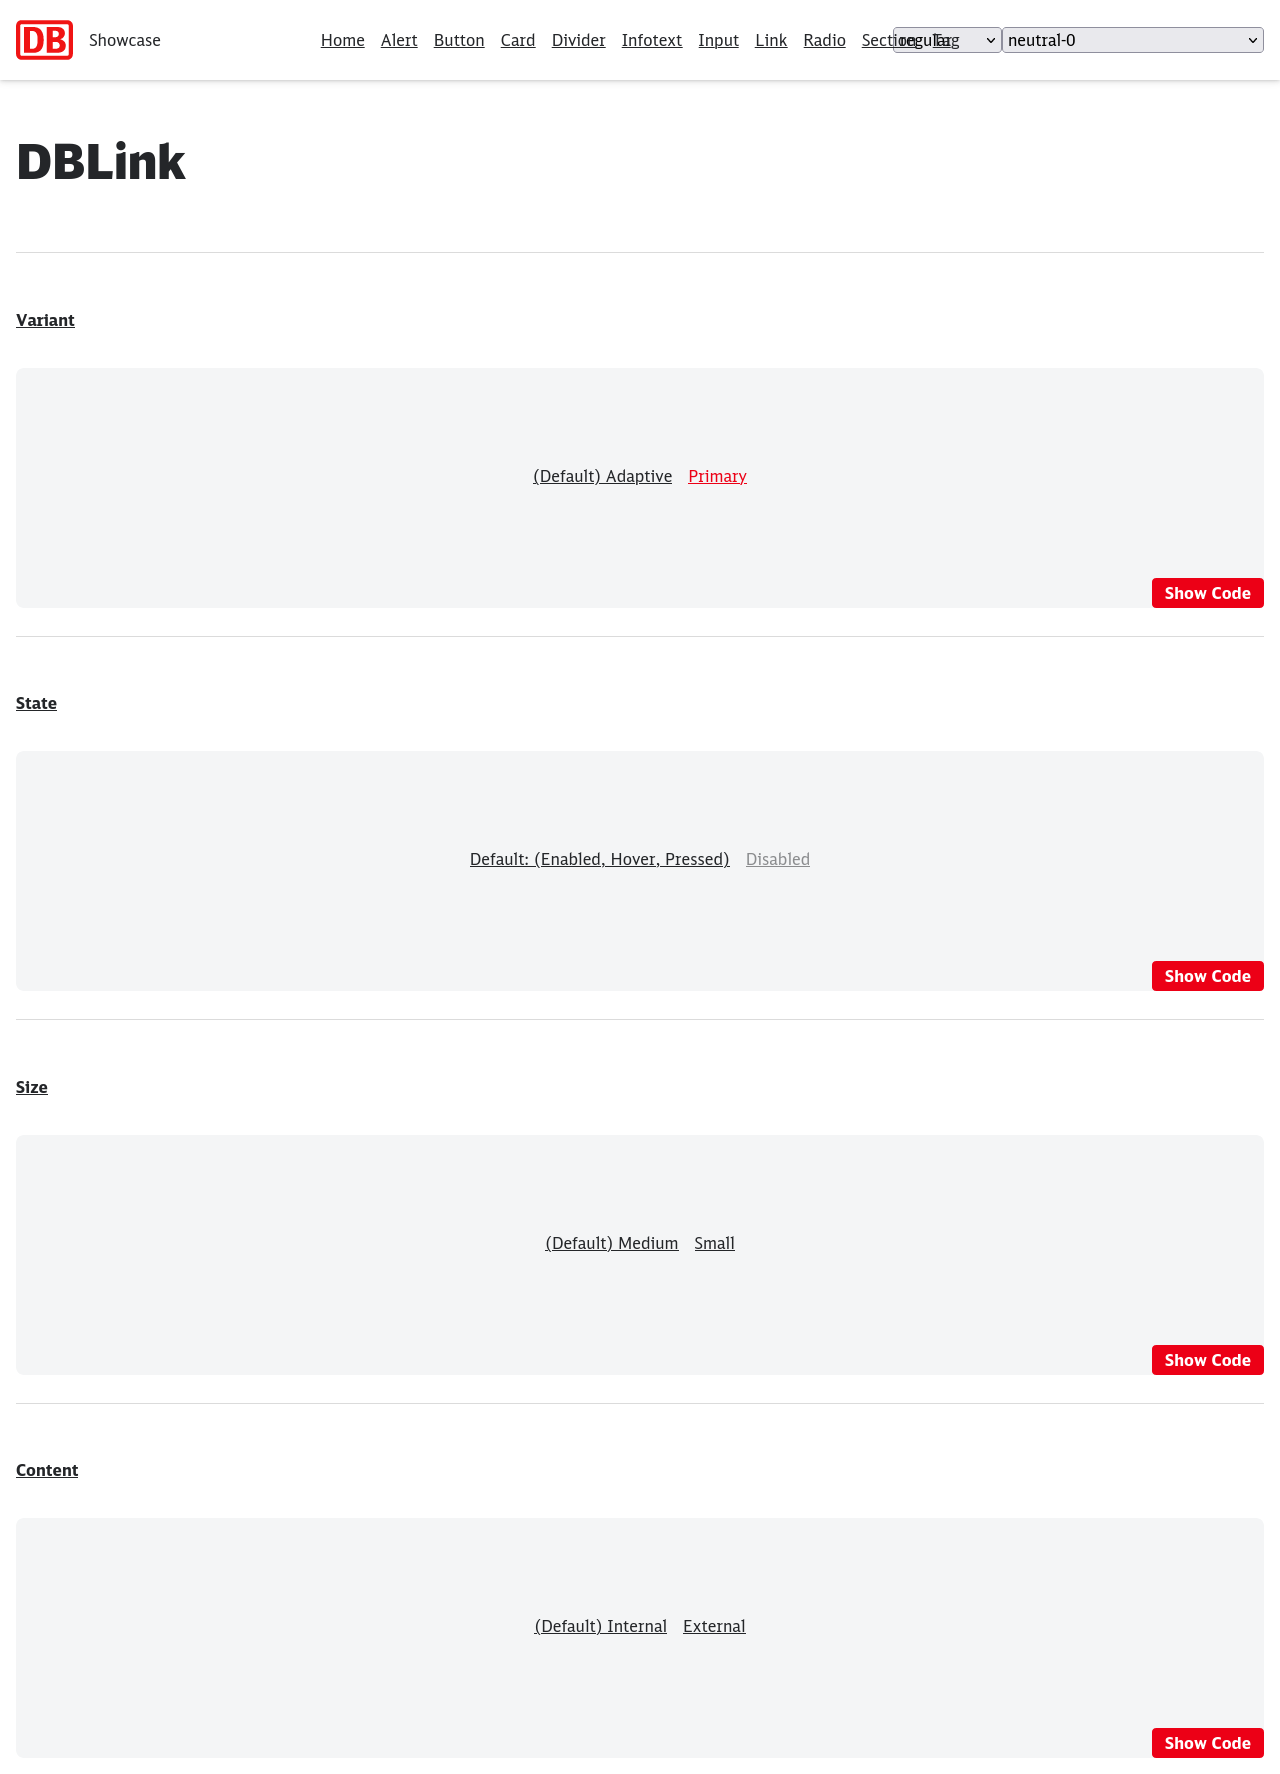 DB Showcase Home Alert Button Card Divider Infotext Input Link Radio Section Tag regular neutral-0
DBLink
Variant
(Default) Adaptive Primary
Show Code
State
Default: (Enabled, Hover, Pressed) Disabled
Show Code
Size
(Default) Medium Small
Show Code
Content
(Default) Internal External
Show Code